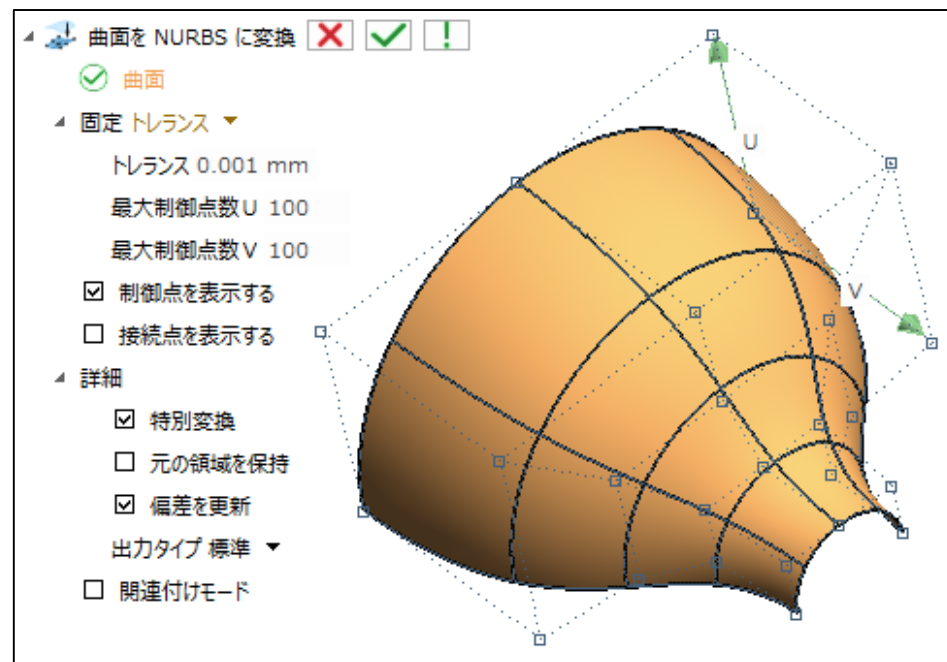 曲面を NURBS に変換
曲面
固定 トレランス
トレランス 0.001 mm
最大制御点数 U 100
最大制御点数 V 100
制御点を表示する
接続点を表示する
詳細
特別変換
元の領域を保持
偏差を更新
出力タイプ 標準
関連付けモード
U
V